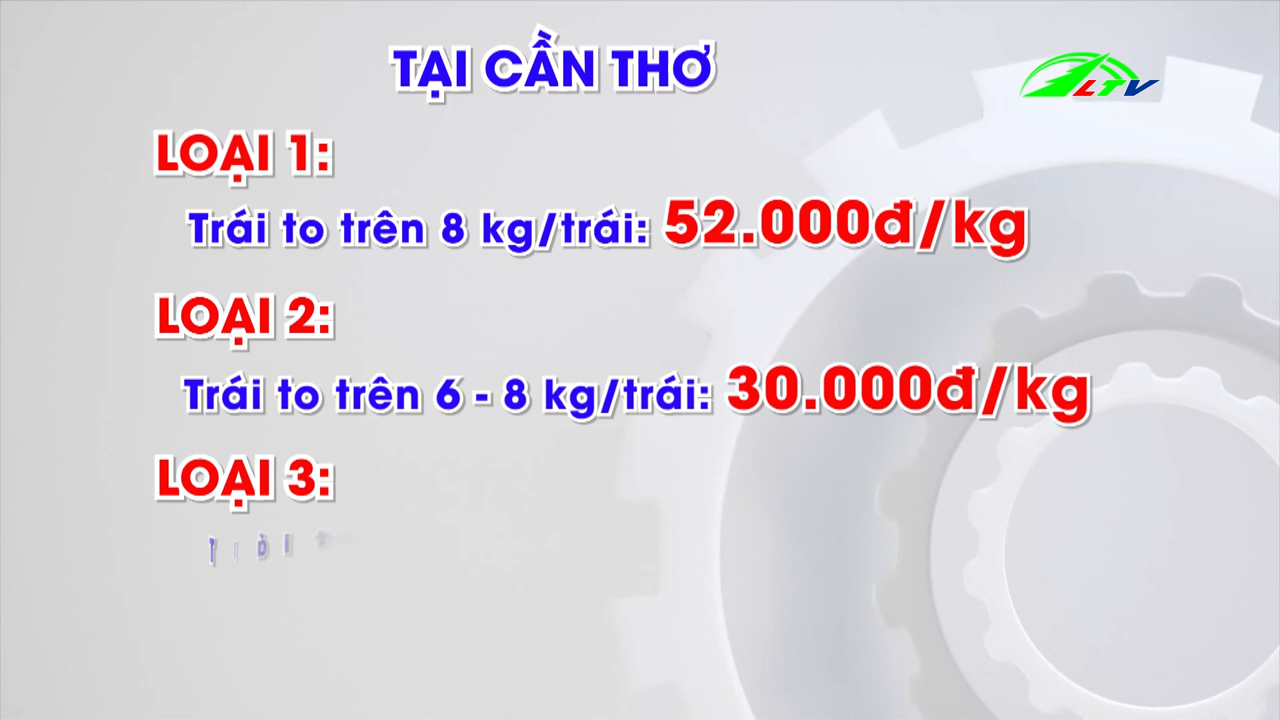 TẠI CẦN THƠ
LTV
LOẠI 1:
Trái to trên 8 kg/trái: 52.000đ/kg
LOẠI 2:
Trái to trên 6 - 8 kg/trái: 30.000đ/kg
LOẠI 3: